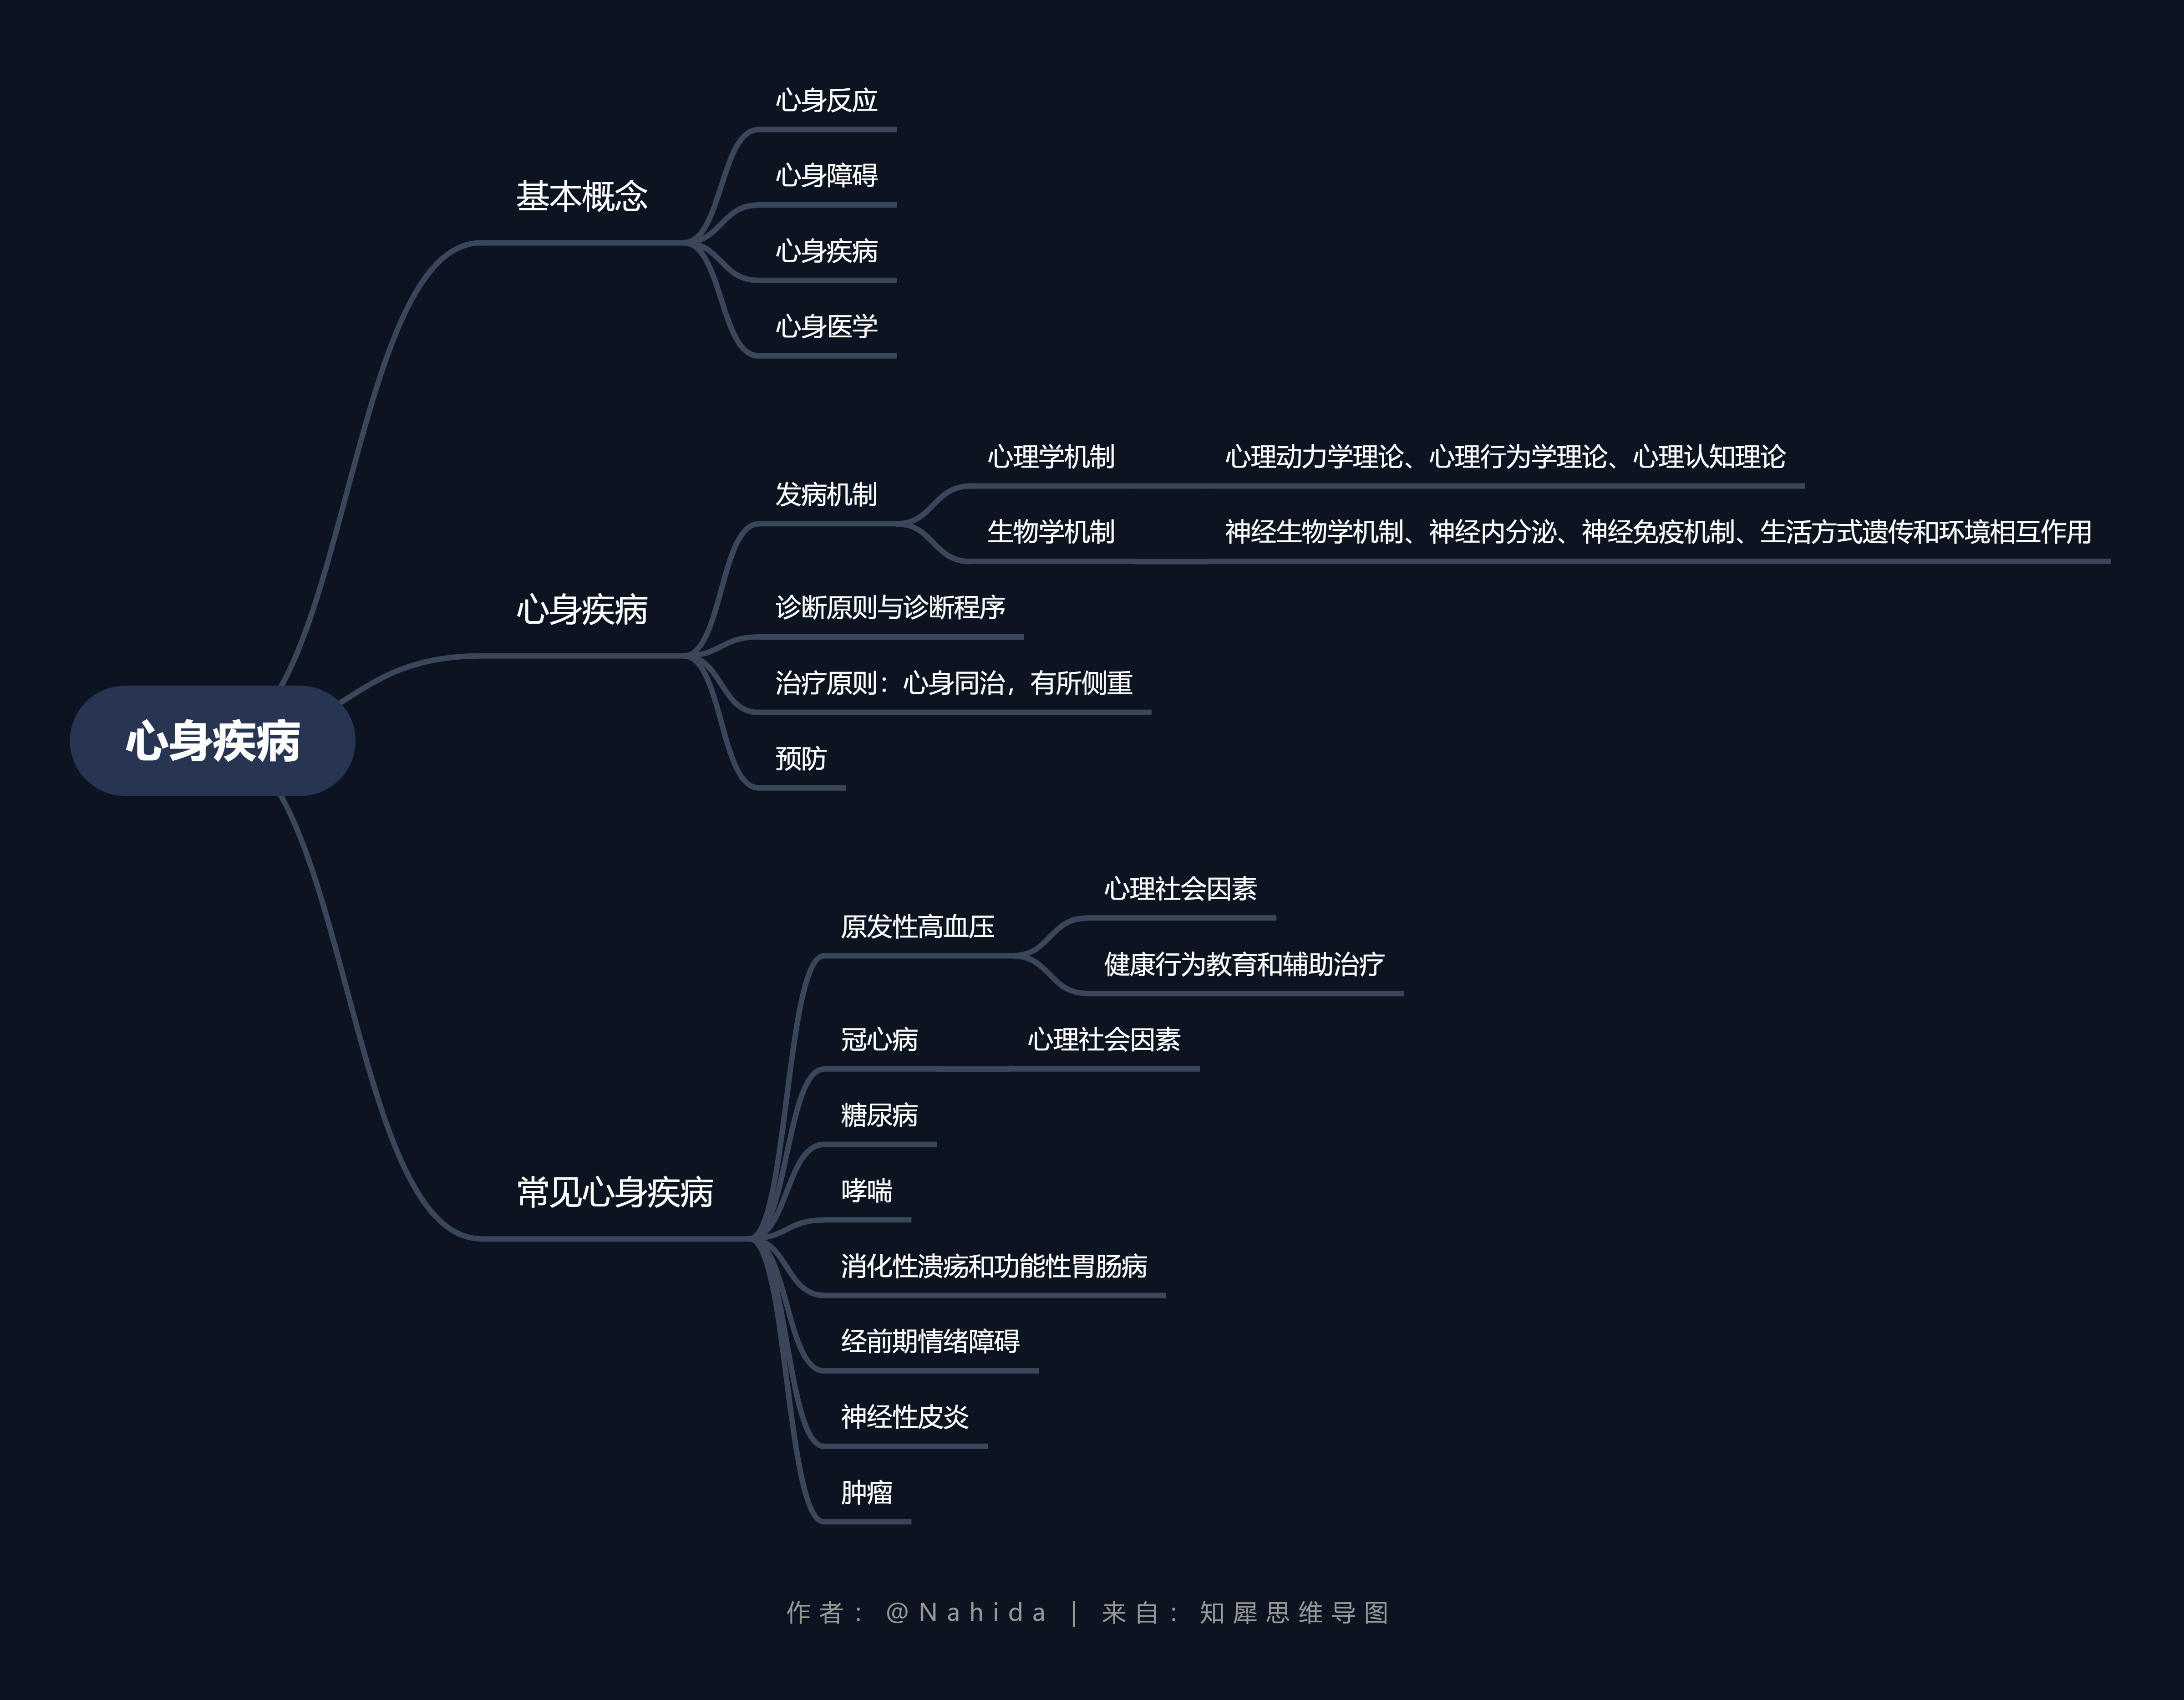 心身疾病
基本概念
心身反应
心身障碍
心身疾病
心身医学
心身疾病
发病机制
心理学机制
心理动力学理论、心理行为学理论、心理认知理论
生物学机制
神经生物学机制、神经内分泌、神经免疫机制、生活方式遗传和环境相互作用
诊断原则与诊断程序
治疗原则：心身同治，有所侧重
预防
常见心身疾病
原发性高血压
心理社会因素
健康行为教育和辅助治疗
冠心病
心理社会因素
糖尿病
哮喘
消化性溃疡和功能性胃肠病
经前期情绪障碍
神经性皮炎
肿瘤
作者：@Nahida | 来自：知犀思维导图